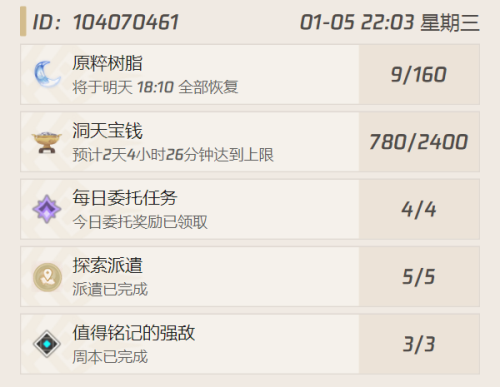 ID: 104070461 01-05 22:03 星期三
原粹树脂
将于明天 18:10 全部恢复
9/160
洞天宝钱
预计2天4小时26分钟达到上限
780/2400
每日委托任务
今日委托奖励已领取
4/4
探索派遣
派遣已完成
5/5
值得铭记的强敌
周本已完成
3/3